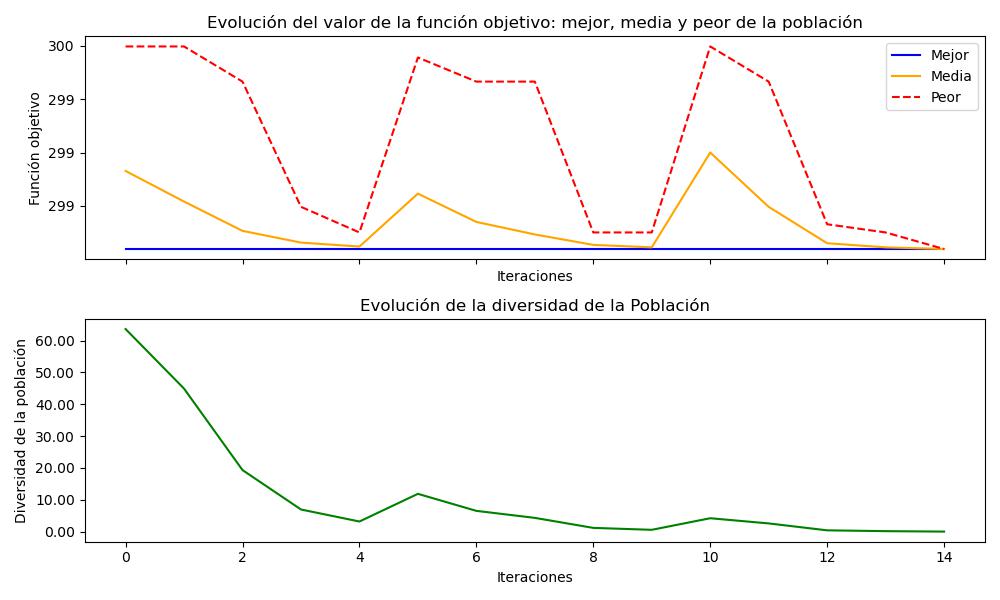 Evolución del valor de la función objetivo: mejor, media y peor de la población
300
299
299
299
Función objetivo
Mejor
Media
Peor
Iteraciones
Evolución de la diversidad de la Población
60.00
50.00
40.00
30.00
20.00
10.00
0.00
Diversidad de la población
0 2 4 6 8 10 12 14
Iteraciones